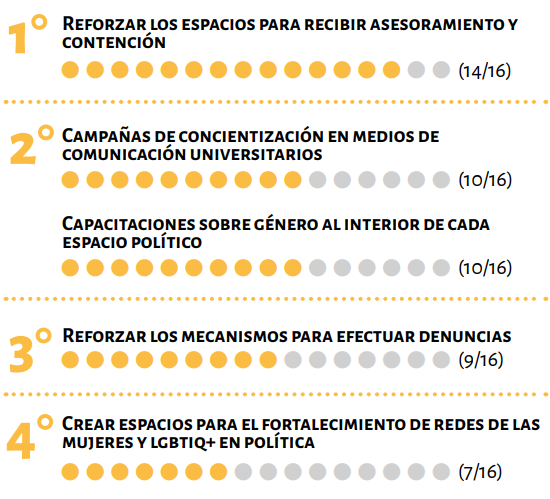 1°
REFORZAR LOS ESPACIOS PARA RECIBIR ASESORAMIENTO Y
CONTENCIÓN
(14/16)
2°
CAMPAÑAS DE CONCIENTIZACIÓN EN MEDIOS DE
COMUNICACIÓN UNIVERSITARIOS
(10/16)
CAPACITACIONES SOBRE GÉNERO AL INTERIOR DE CADA
ESPACIO POLÍTICO
(10/16)
3°
REFORZAR LOS MECANISMOS PARA EFECTUAR DENUNCIAS
(9/16)
4°
CREAR ESPACIOS PARA EL FORTALECIMIENTO DE REDES DE LAS
MUJERES Y LGBTIQ+ EN POLÍTICA
(7/16)